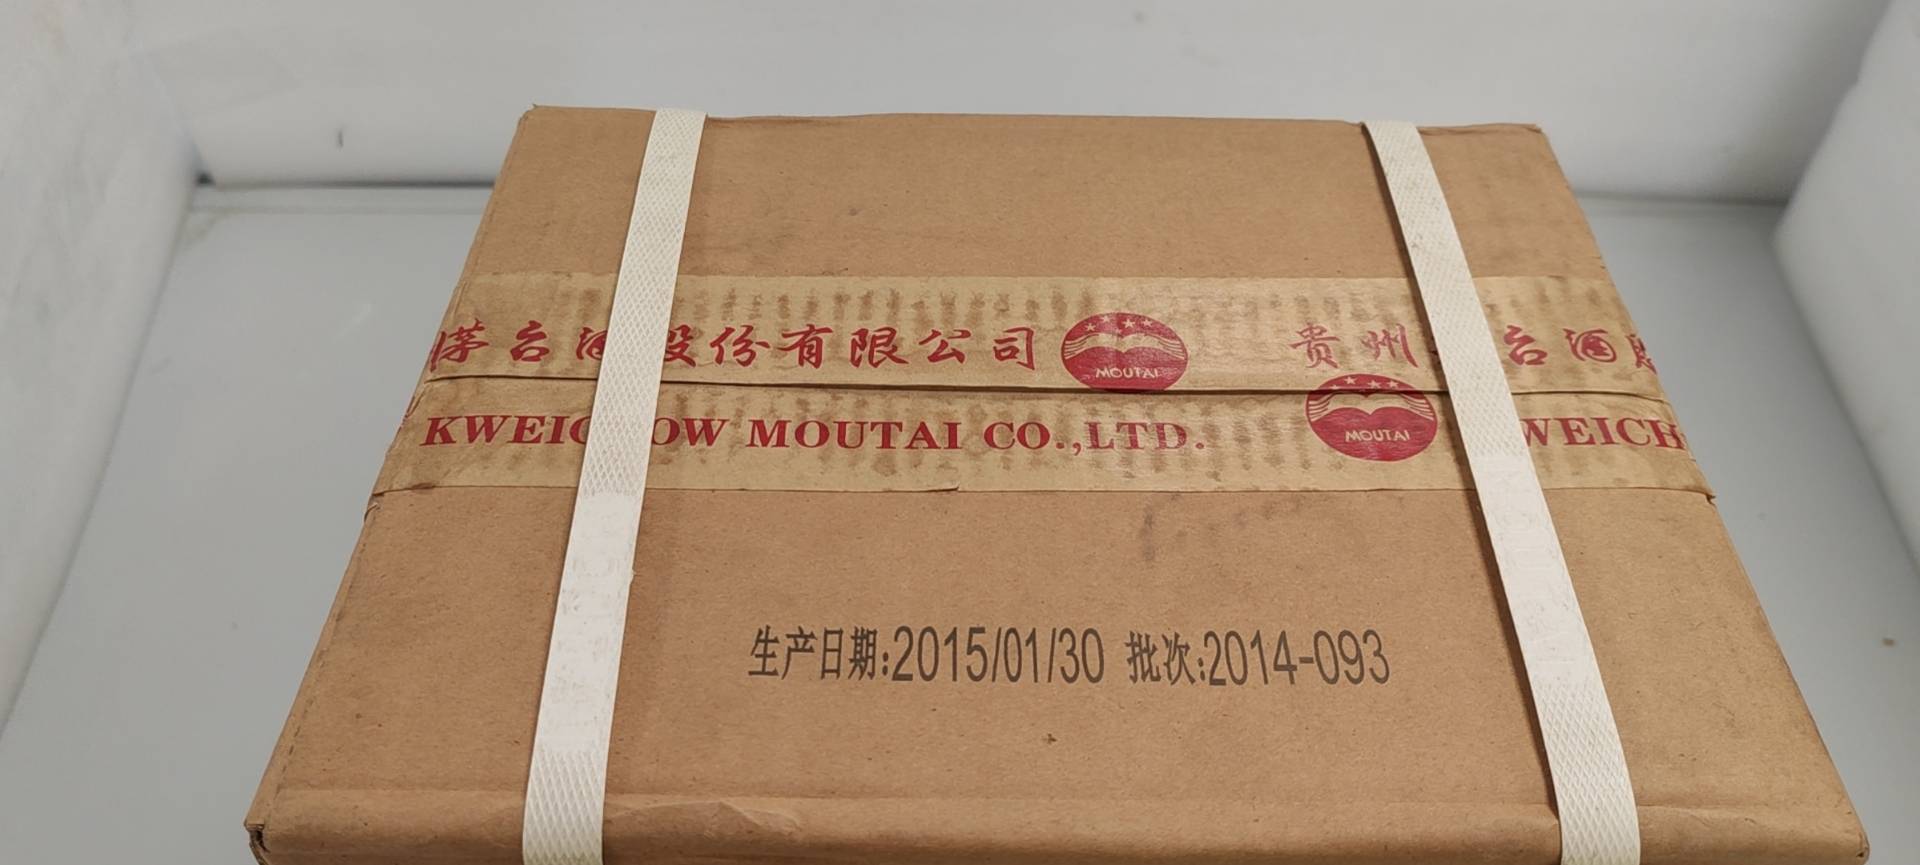 茅台酒股份有限公司 MOUTAI 贵州 台酒股
KWEIC OW MOUTAI CO.,LTD. MOUTAI WEICH
生产日期:2015/01/30 批次:2014-093